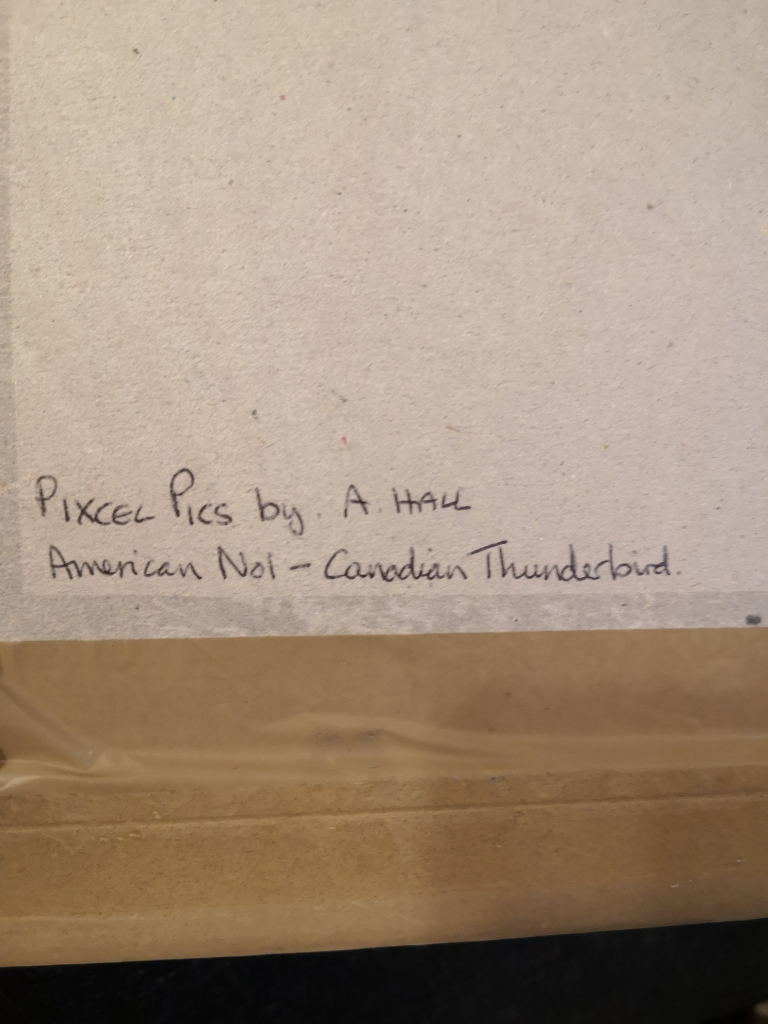 PIXCEL PICS by. A. HALL
American No1 - Canadian Thunderbird.